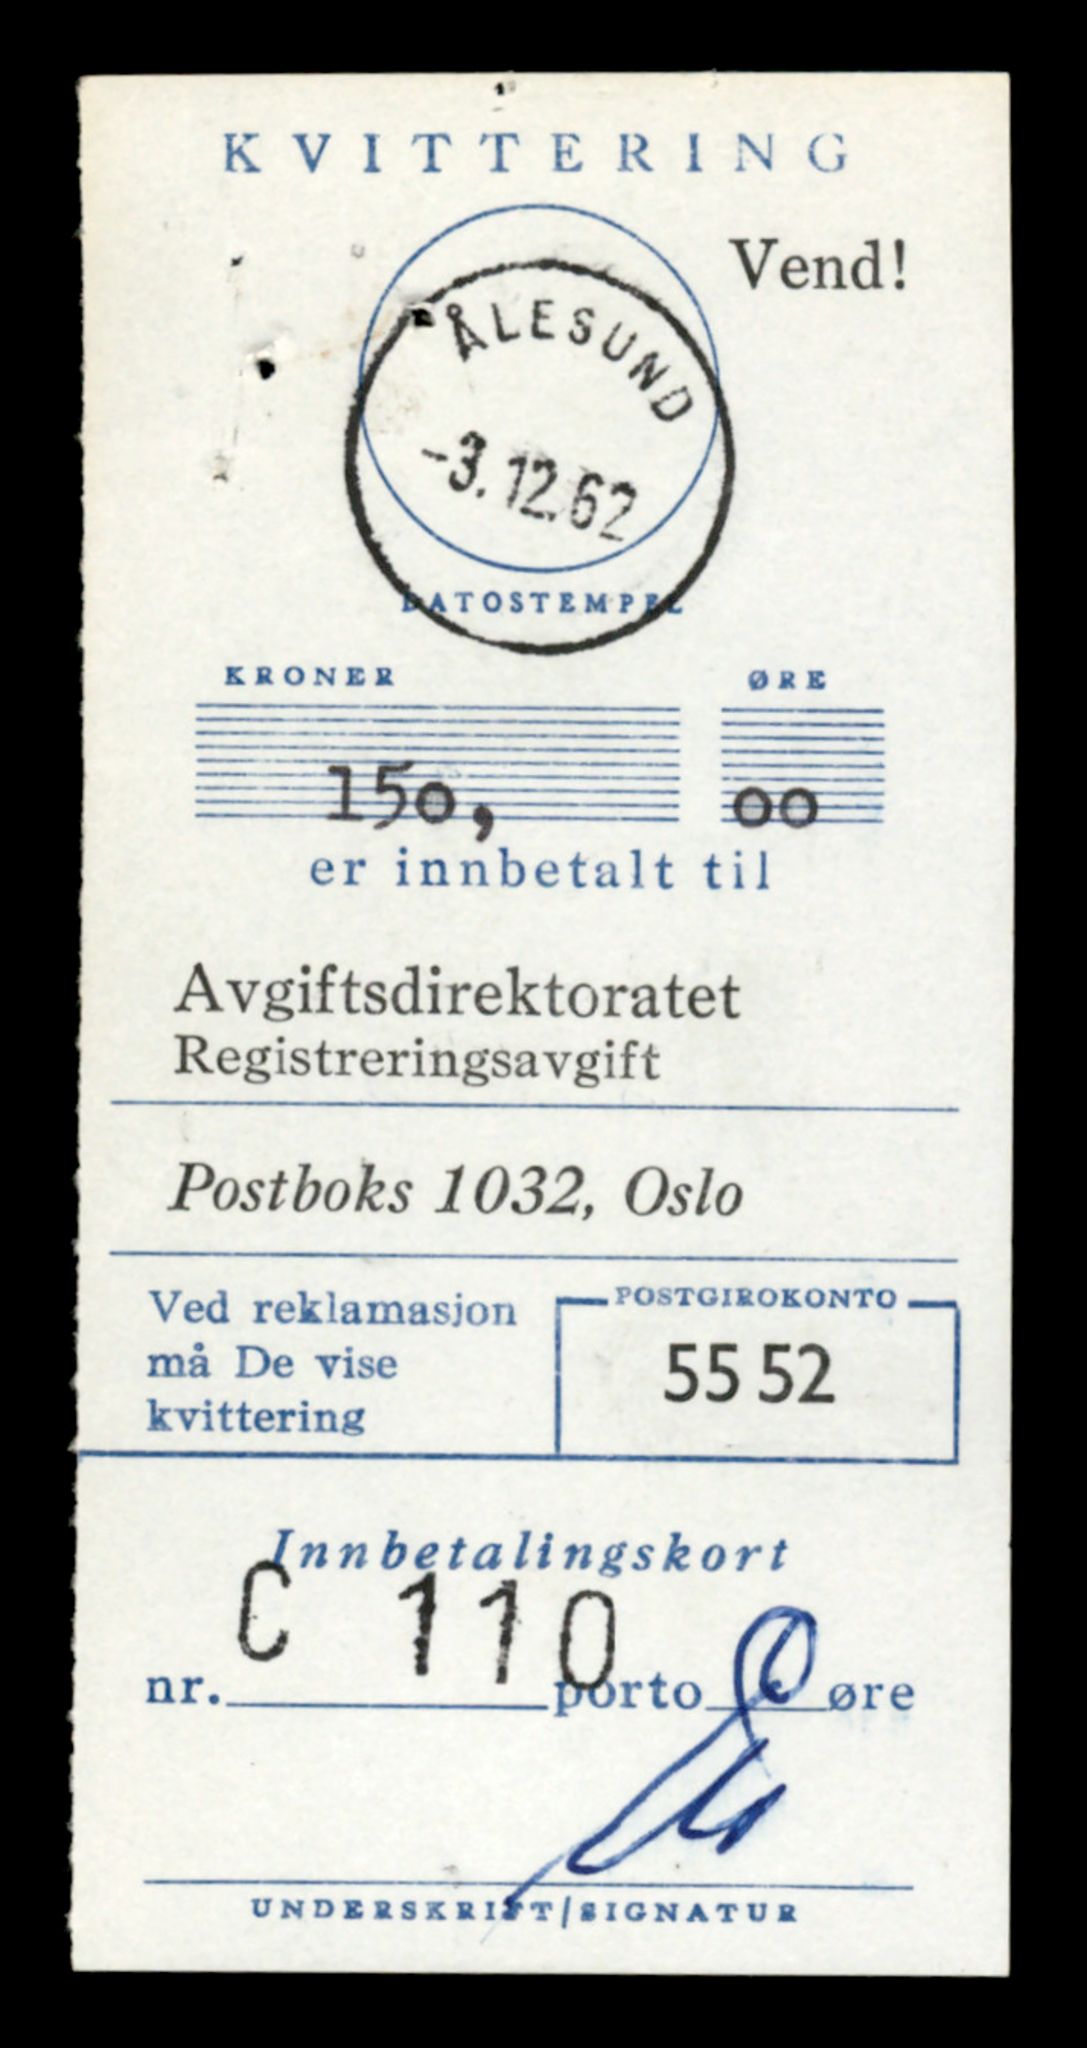 KVITTERING
Vend!
ÅLESUND
-3.12.62
DATOSTEMPEL
KRONER ØRE
150, 00
er innbetalt til
Avgiftsdirektoratet
Registreringsavgift
Postboks 1032, Oslo
Ved reklamasjon
må De vise
kvittering
POSTGIROKONTO
55 52
Innbetalingskort
C 110
nr. porto øre
UNDERSKRIFT/SIGNATUR